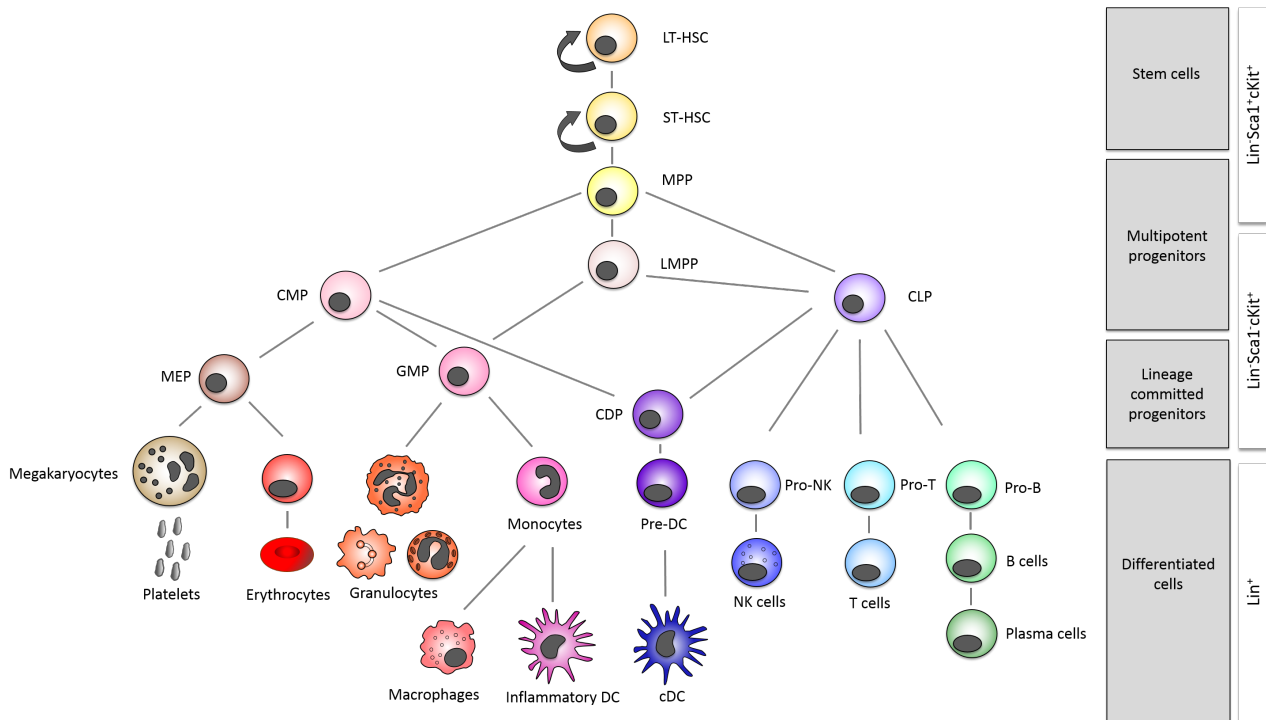 LT-HSC
ST-HSC
MPP
LMPP
CMP
CLP
MEP
GMP
CDP
Megakaryocytes
Platelets
Erythrocytes
Granulocytes
Monocytes
Macrophages
Inflammatory DC
Pre-DC
cDC
Pro-NK
NK cells
Pro-T
T cells
Pro-B
B cells
Plasma cells
Stem cells
Multipotent
progenitors
Lineage
committed
progenitors
Differentiated
cells
Lin⁻Sca1⁺cKit⁺
Lin⁻Sca1⁻cKit⁺
Lin⁺